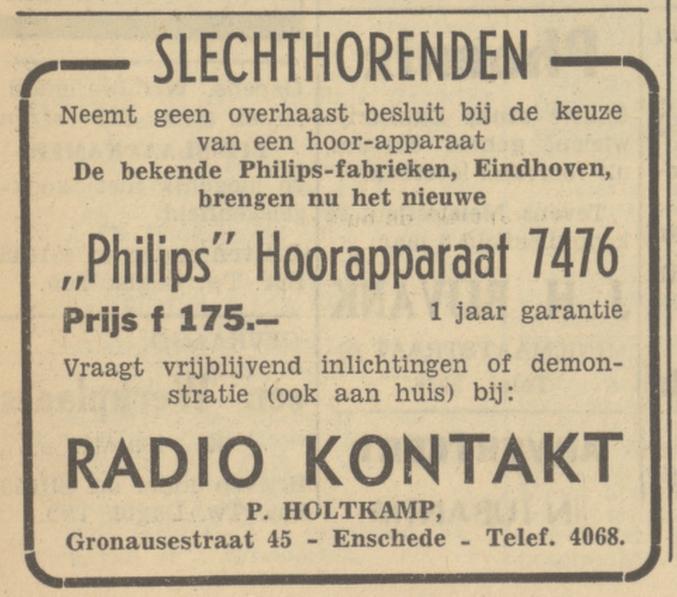 SLECHTHORENDEN
Neemt geen overhaast besluit bij de keuze
van een hoor-apparaat
De bekende Philips-fabrieken, Eindhoven,
brengen nu het nieuwe
„Philips” Hoorapparaat 7476
Prijs f 175.—
1 jaar garantie
Vraagt vrijblijvend inlichtingen of demon-
stratie (ook aan huis) bij:
RADIO KONTAKT
P. HOLTKAMP,
Gronausestraat 45 - Enschede - Telef. 4068.